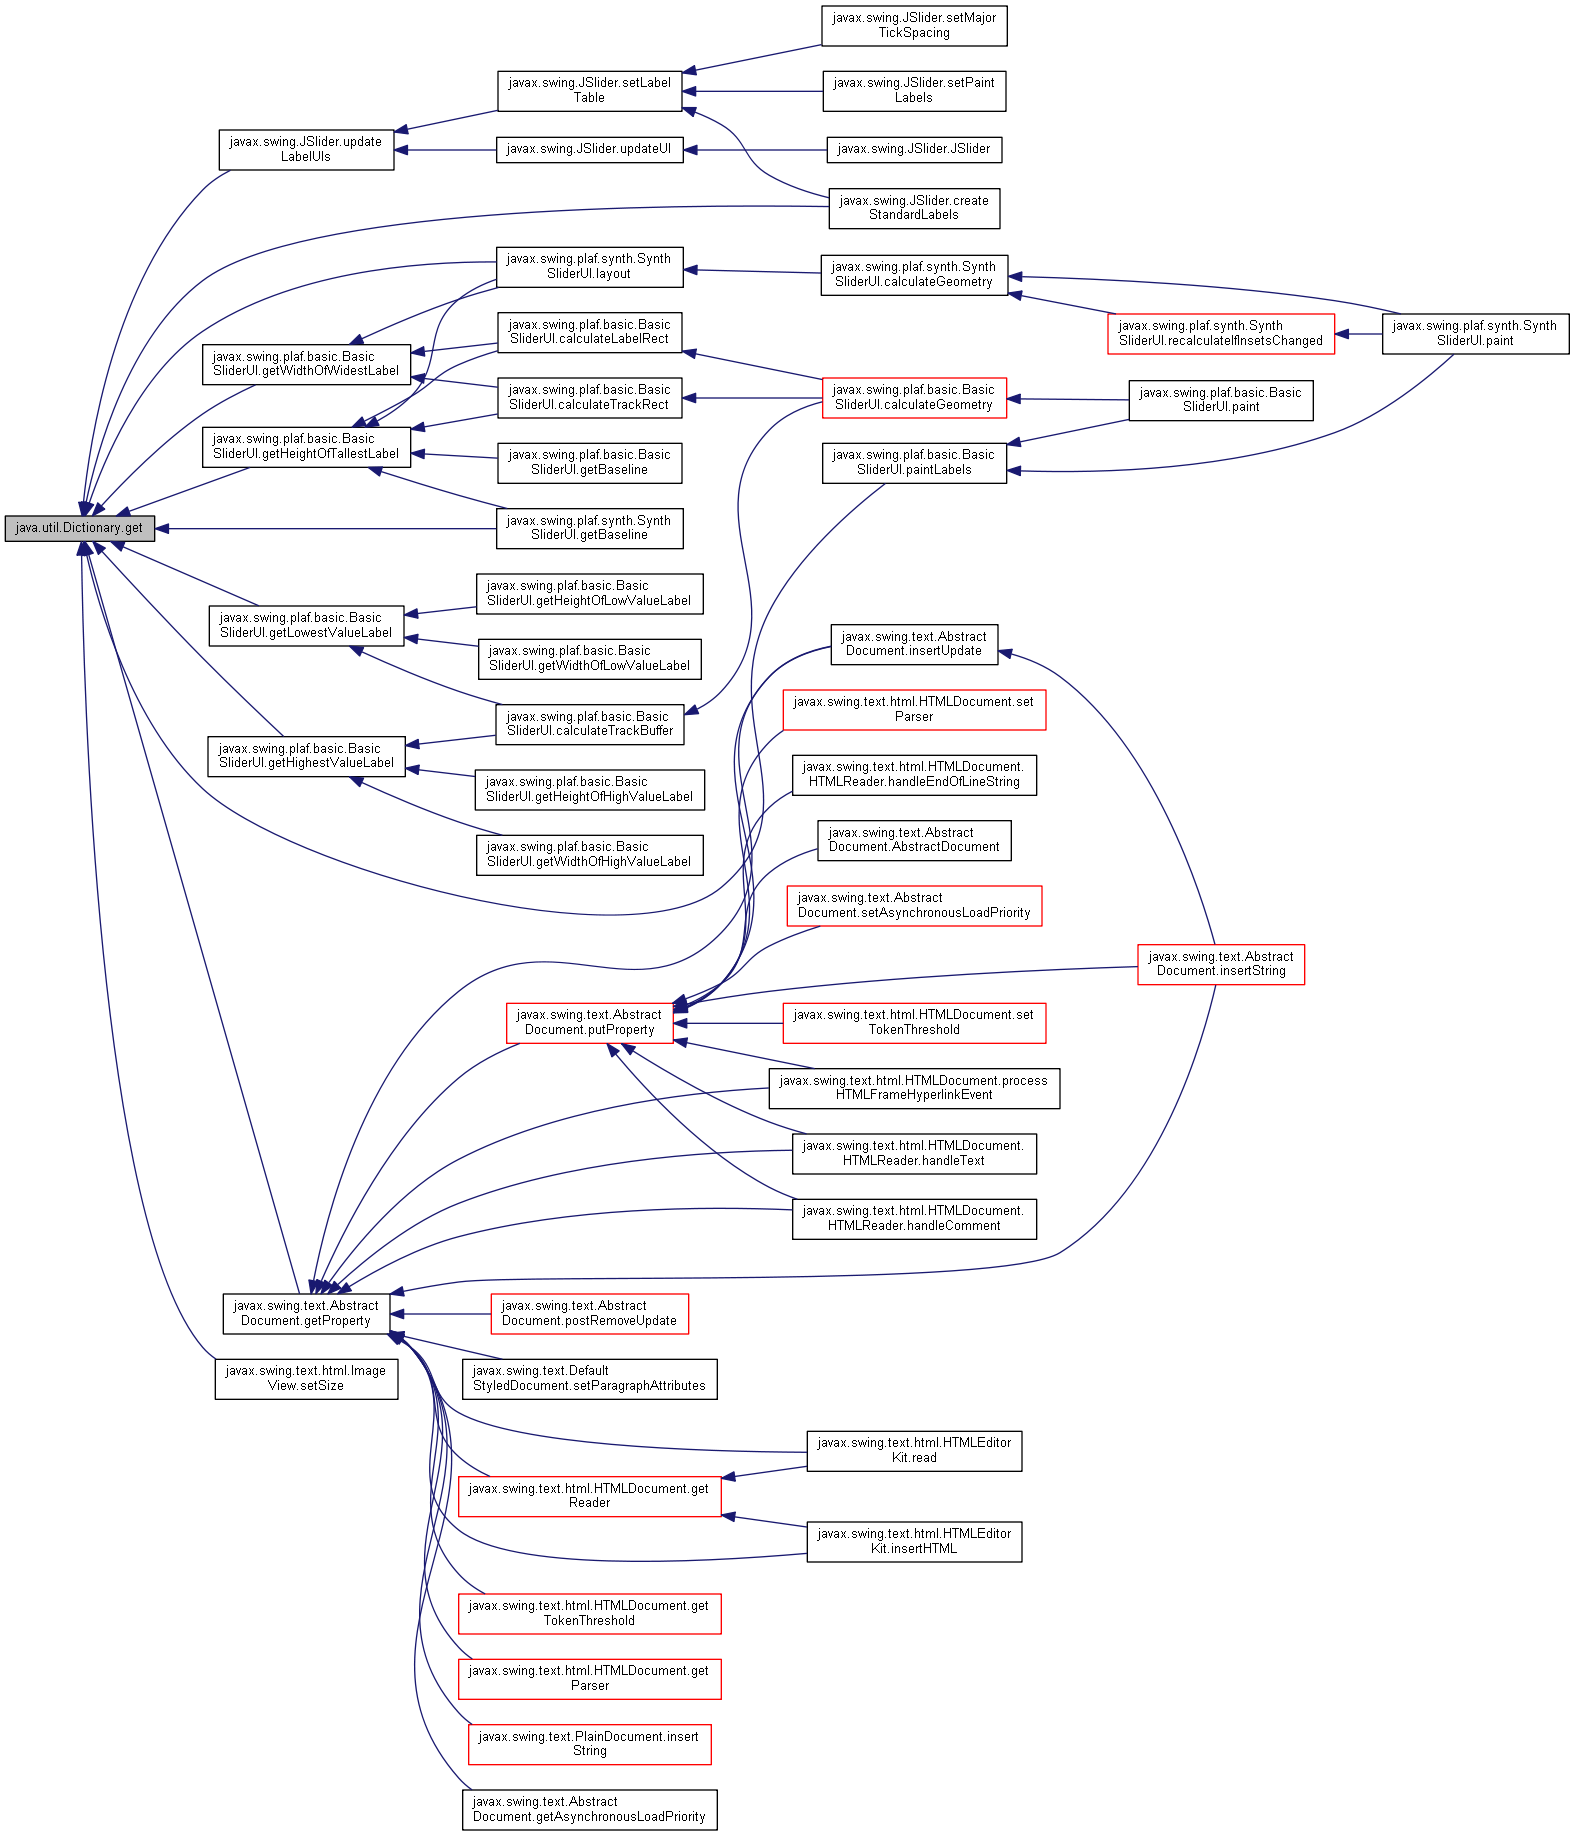 javax.swing.JSlider.setMajor
TickSpacing
javax.swing.JSlider.setLabel
Table
javax.swing.JSlider.setPaint
Labels
javax.swing.JSlider.update
LabelUIs
javax.swing.JSlider.updateUI
javax.swing.JSlider.JSlider
javax.swing.JSlider.create
StandardLabels
javax.swing.plaf.synth.Synth
SliderUI.layout
javax.swing.plaf.synth.Synth
SliderUI.calculateGeometry
javax.swing.plaf.basic.Basic
SliderUI.calculateLabelRect
javax.swing.plaf.synth.Synth
SliderUI.recalculateIfInsetsChanged
javax.swing.plaf.synth.Synth
SliderUI.paint
javax.swing.plaf.basic.Basic
SliderUI.getWidthOfWidestLabel
javax.swing.plaf.basic.Basic
SliderUI.calculateTrackRect
javax.swing.plaf.basic.Basic
SliderUI.calculateGeometry
javax.swing.plaf.basic.Basic
SliderUI.paint
javax.swing.plaf.basic.Basic
SliderUI.getHeightOfTallestLabel
javax.swing.plaf.basic.Basic
SliderUI.getBaseline
javax.swing.plaf.basic.Basic
SliderUI.paintLabels
java.util.Dictionary.get
javax.swing.plaf.synth.Synth
SliderUI.getBaseline
javax.swing.plaf.basic.Basic
SliderUI.getHeightOfLowValueLabel
javax.swing.plaf.basic.Basic
SliderUI.getLowestValueLabel
javax.swing.plaf.basic.Basic
SliderUI.getWidthOfLowValueLabel
javax.swing.text.Abstract
Document.insertUpdate
javax.swing.text.html.HTMLDocument.set
Parser
javax.swing.plaf.basic.Basic
SliderUI.calculateTrackBuffer
javax.swing.plaf.basic.Basic
SliderUI.getHighestValueLabel
javax.swing.text.html.HTMLDocument.
HTMLReader.handleEndOfLineString
javax.swing.plaf.basic.Basic
SliderUI.getHeightOfHighValueLabel
javax.swing.plaf.basic.Basic
SliderUI.getWidthOfHighValueLabel
javax.swing.text.Abstract
Document.AbstractDocument
javax.swing.text.Abstract
Document.setAsynchronousLoadPriority
javax.swing.text.Abstract
Document.insertString
javax.swing.text.Abstract
Document.putProperty
javax.swing.text.html.HTMLDocument.set
TokenThreshold
javax.swing.text.html.HTMLDocument.process
HTMLFrameHyperlinkEvent
javax.swing.text.html.HTMLDocument.
HTMLReader.handleText
javax.swing.text.html.HTMLDocument.
HTMLReader.handleComment
javax.swing.text.Abstract
Document.getProperty
javax.swing.text.Abstract
Document.postRemoveUpdate
javax.swing.text.html.Image
View.setSize
javax.swing.text.Default
StyledDocument.setParagraphAttributes
javax.swing.text.html.HTMLEditor
Kit.read
javax.swing.text.html.HTMLDocument.get
Reader
javax.swing.text.html.HTMLEditor
Kit.insertHTML
javax.swing.text.html.HTMLDocument.get
TokenThreshold
javax.swing.text.html.HTMLDocument.get
Parser
javax.swing.text.PlainDocument.insert
String
javax.swing.text.Abstract
Document.getAsynchronousLoadPriority